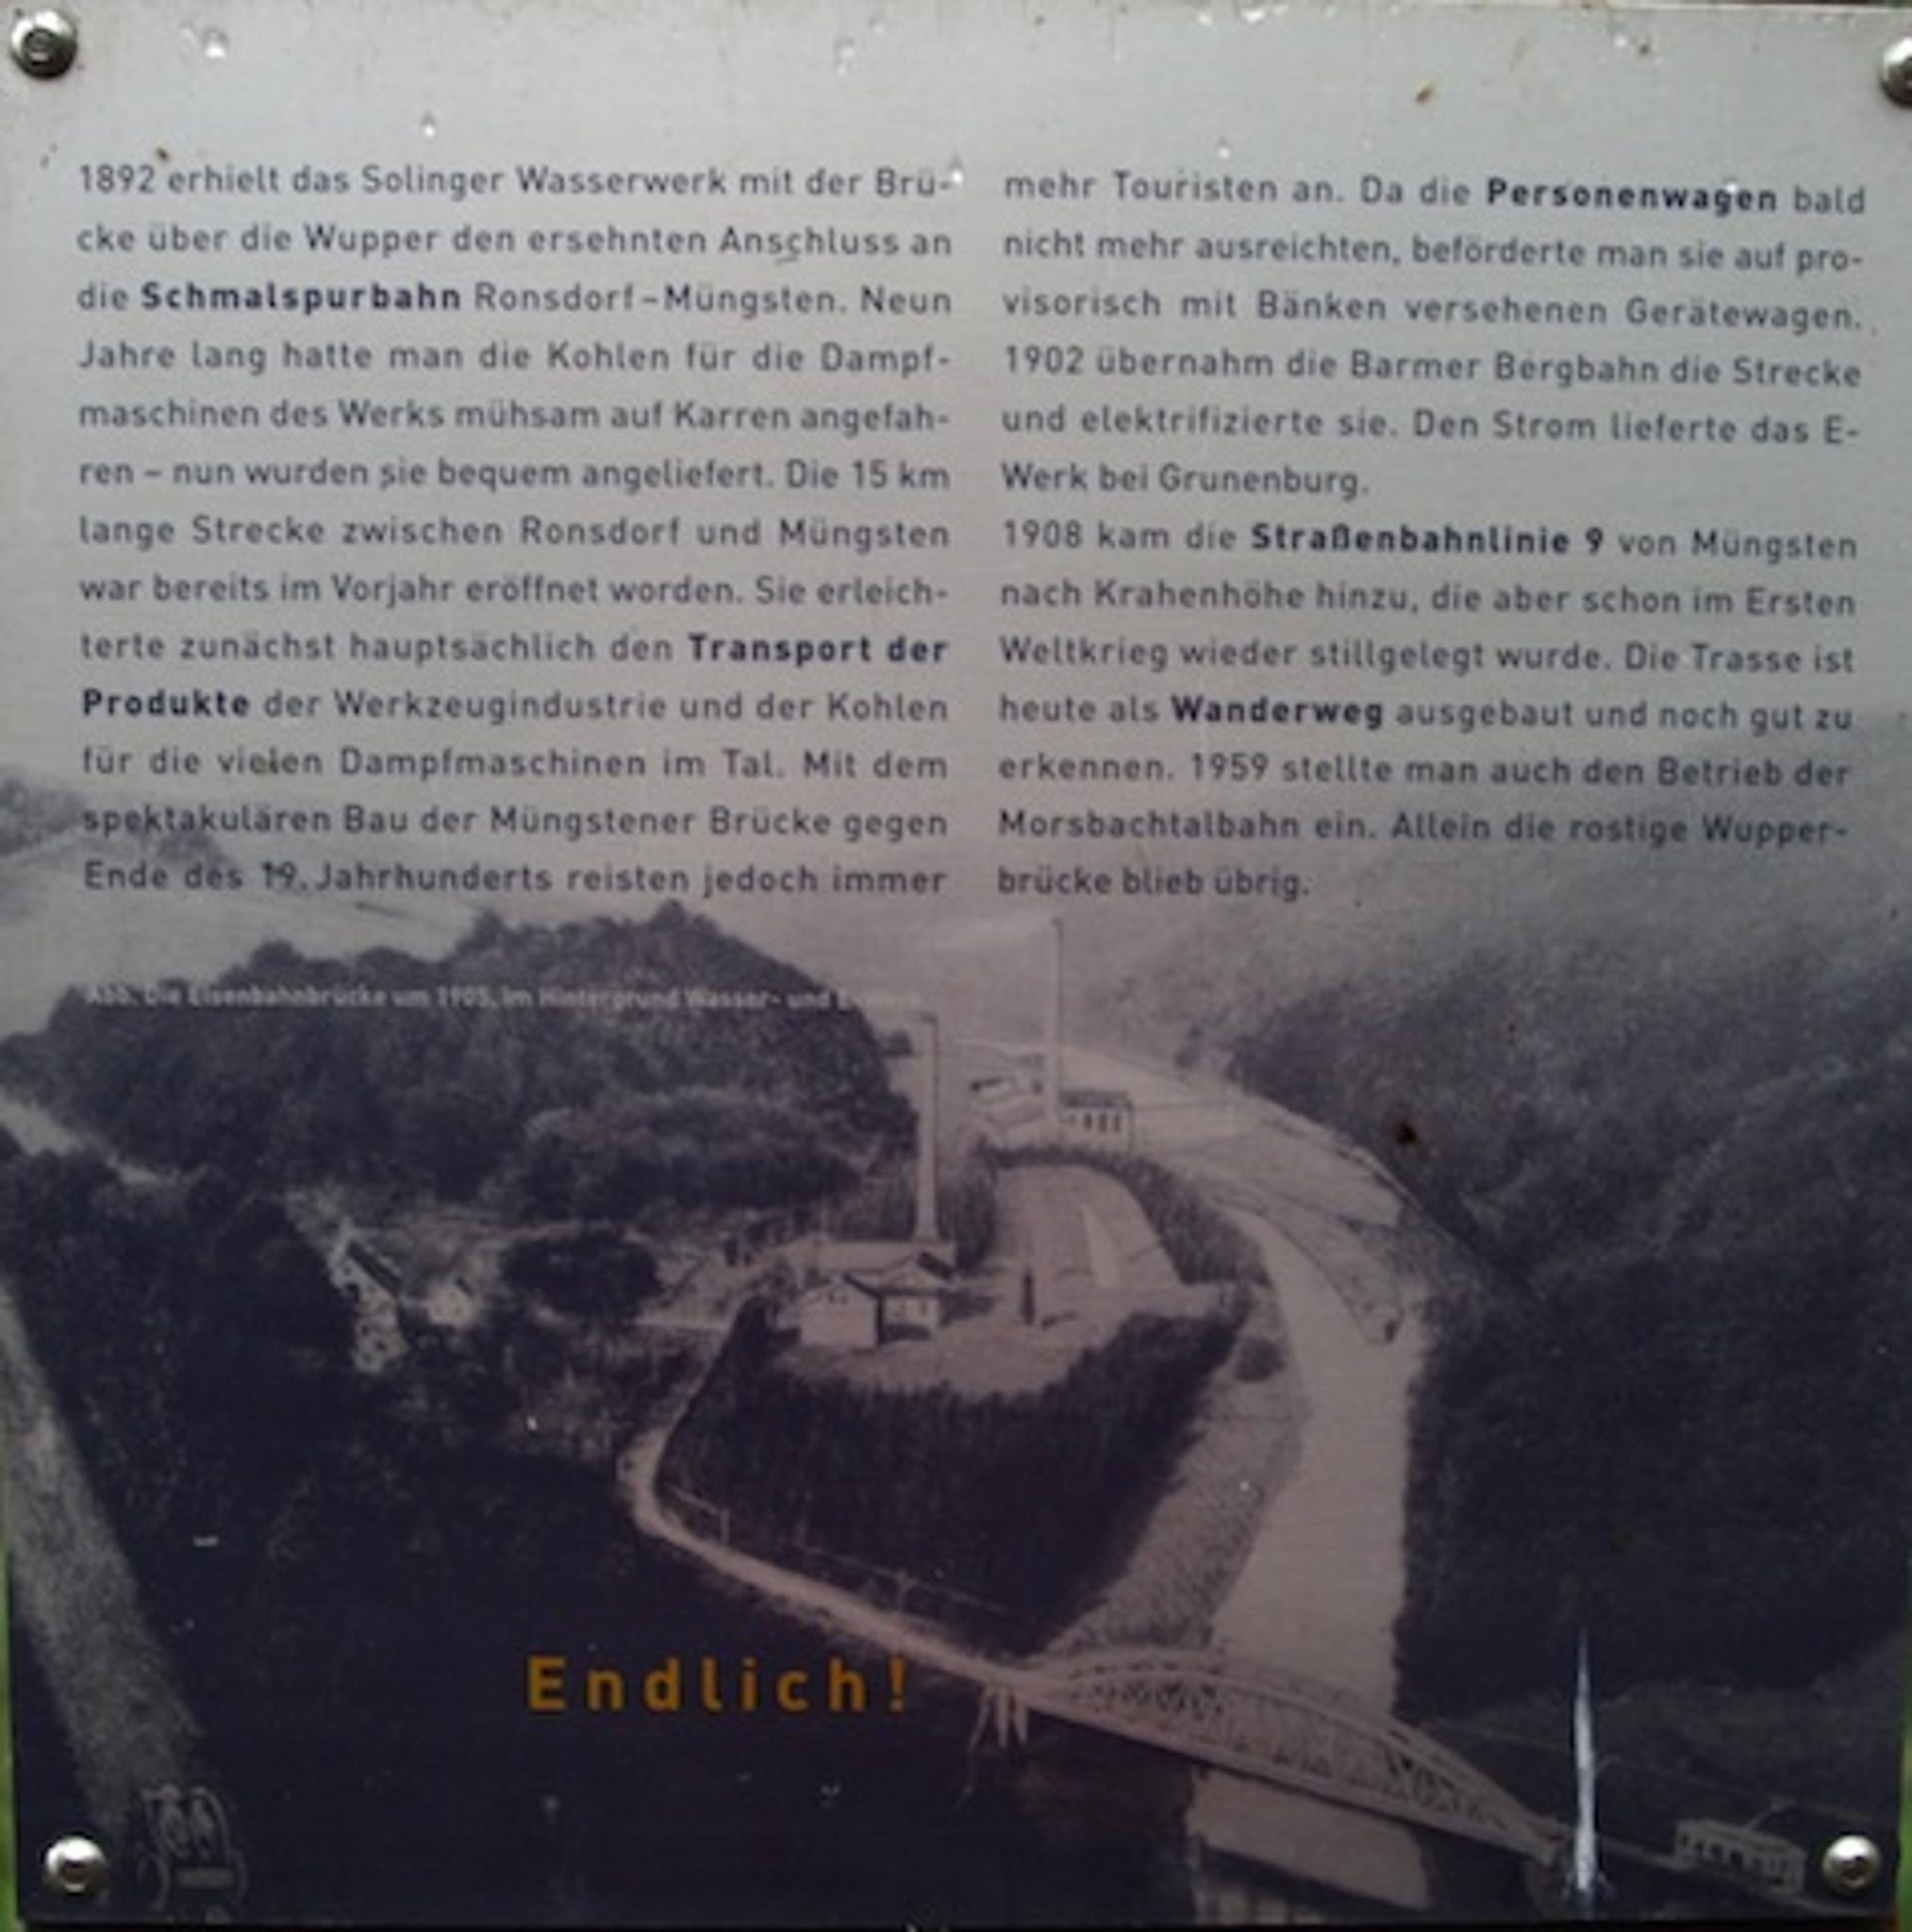 1892 erhielt das Solinger Wasserwerk mit der Brü-
cke über die Wupper den ersehnten Anschluss an
die Schmalspurbahn Ronsdorf–Müngsten. Neun
Jahre lang hatte man die Kohlen für die Dampf-
maschinen des Werks mühsam auf Karren angefah-
ren – nun wurden sie bequem angeliefert. Die 15 km
lange Strecke zwischen Ronsdorf und Müngsten
war bereits im Vorjahr eröffnet worden. Sie erleich-
terte zunächst hauptsächlich den Transport der
Produkte der Werkzeugindustrie und der Kohlen
für die vielen Dampfmaschinen im Tal. Mit dem
spektakulären Bau der Müngstener Brücke gegen
Ende des 19. Jahrhunderts reisten jedoch immer
mehr Touristen an. Da die Personenwagen bald
nicht mehr ausreichten, beförderte man sie auf pro-
visorisch mit Bänken versehenen Gerätewagen.
1902 übernahm die Barmer Bergbahn die Strecke
und elektrifizierte sie. Den Strom lieferte das E-
Werk bei Grunenburg.
1908 kam die Straßenbahnlinie 9 von Müngsten
nach Krahenhöhe hinzu, die aber schon im Ersten
Weltkrieg wieder stillgelegt wurde. Die Trasse ist
heute als Wanderweg ausgebaut und noch gut zu
erkennen. 1959 stellte man auch den Betrieb der
Morsbachtalbahn ein. Allein die rostige Wupper-
brücke blieb übrig.
Abb. Die Eisenbahnbrücke um 1905, im Hintergrund Wasser- und
Endlich!